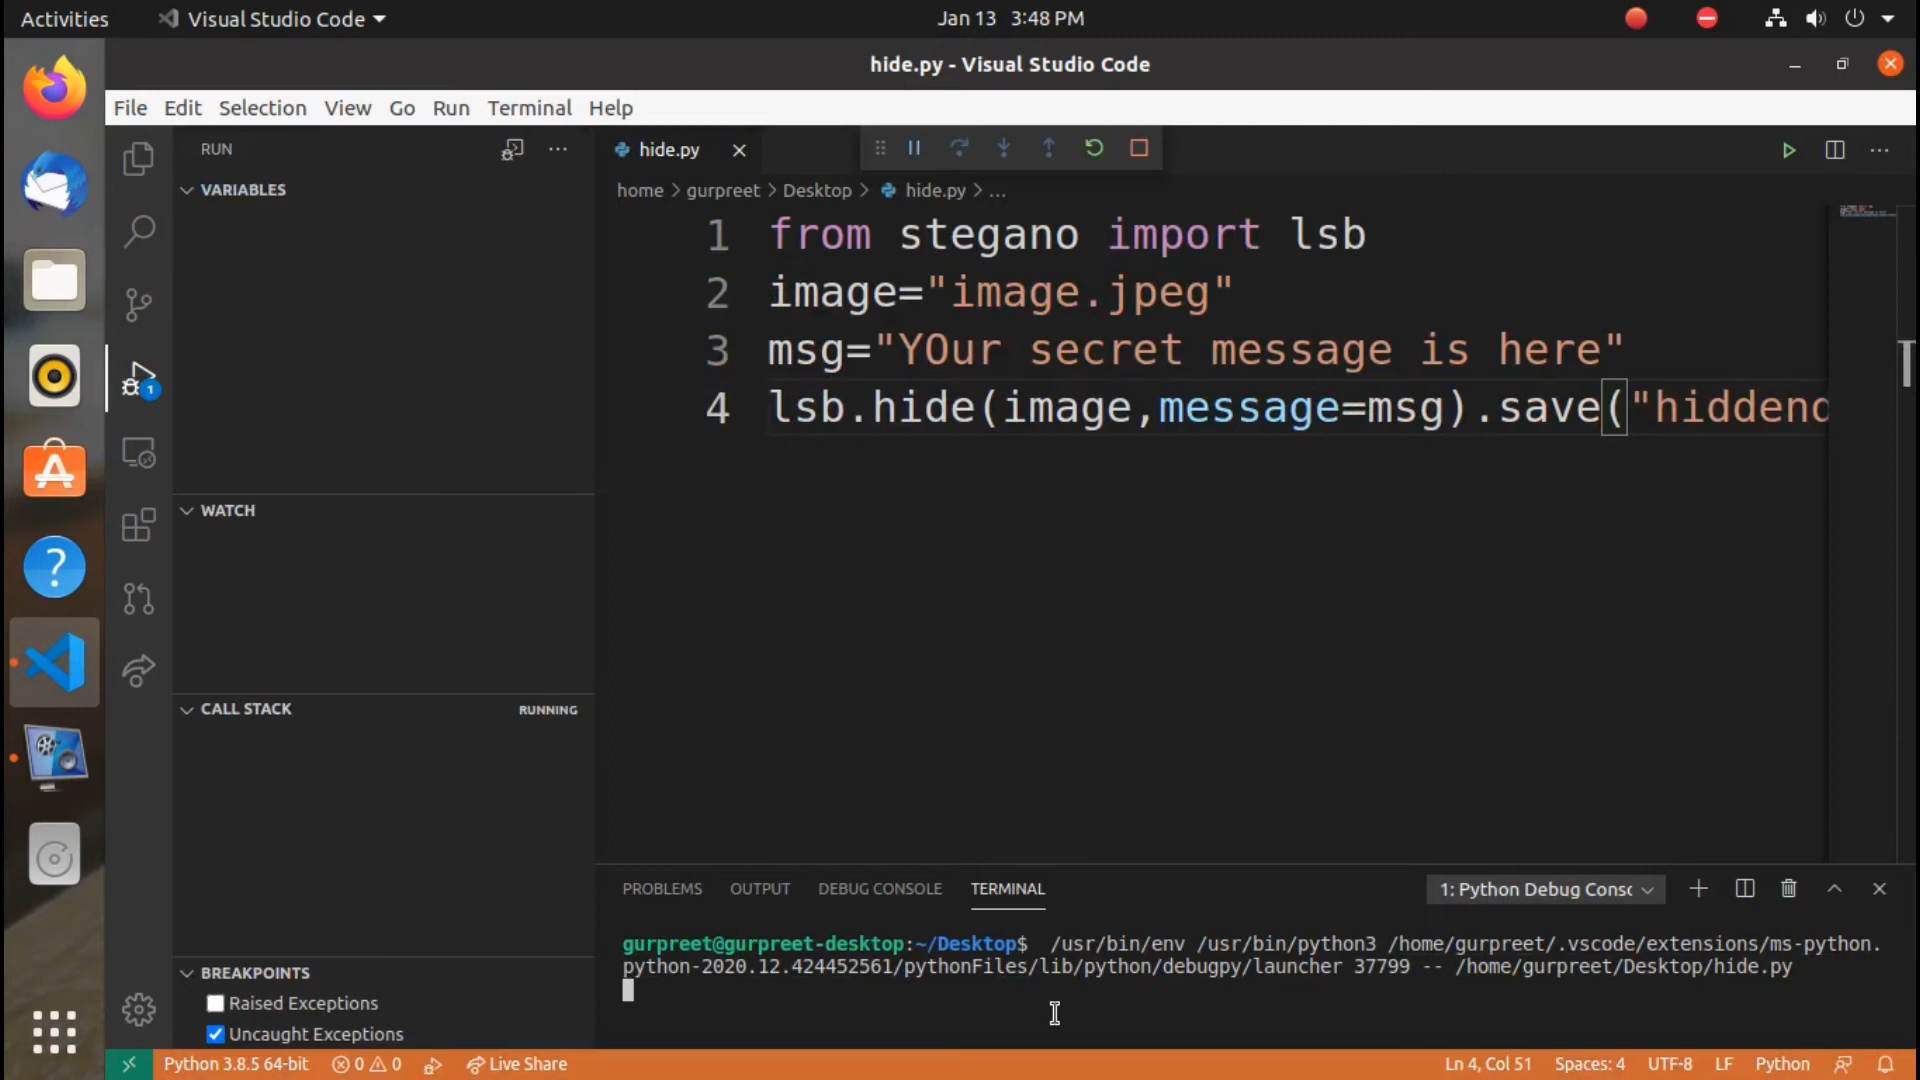 Activities
Visual Studio Code
Jan 13 3:48 PM
hide.py - Visual Studio Code
File Edit Selection View Go Run Terminal Help
RUN
hide.py
VARIABLES
home > gurpreet > Desktop > hide.py > ...
1 from stegano import lsb
2 image="image.jpeg"
3 msg="YOur secret message is here"
4 lsb.hide(image,message=msg).save("hiddend
1
WATCH
CALL STACK
RUNNING
PROBLEMS OUTPUT DEBUG CONSOLE TERMINAL
1: Python Debug Consc
gurpreet@gurpreet-desktop:~/Desktop$ /usr/bin/env /usr/bin/python3 /home/gurpreet/.vscode/extensions/ms-python.
python-2020.12.424452561/pythonFiles/lib/python/debugpy/launcher 37799 -- /home/gurpreet/Desktop/hide.py
BREAKPOINTS
Raised Exceptions
Uncaught Exceptions
Python 3.8.5 64-bit 0 0 Live Share
Ln 4, Col 51 Spaces: 4 UTF-8 LF Python